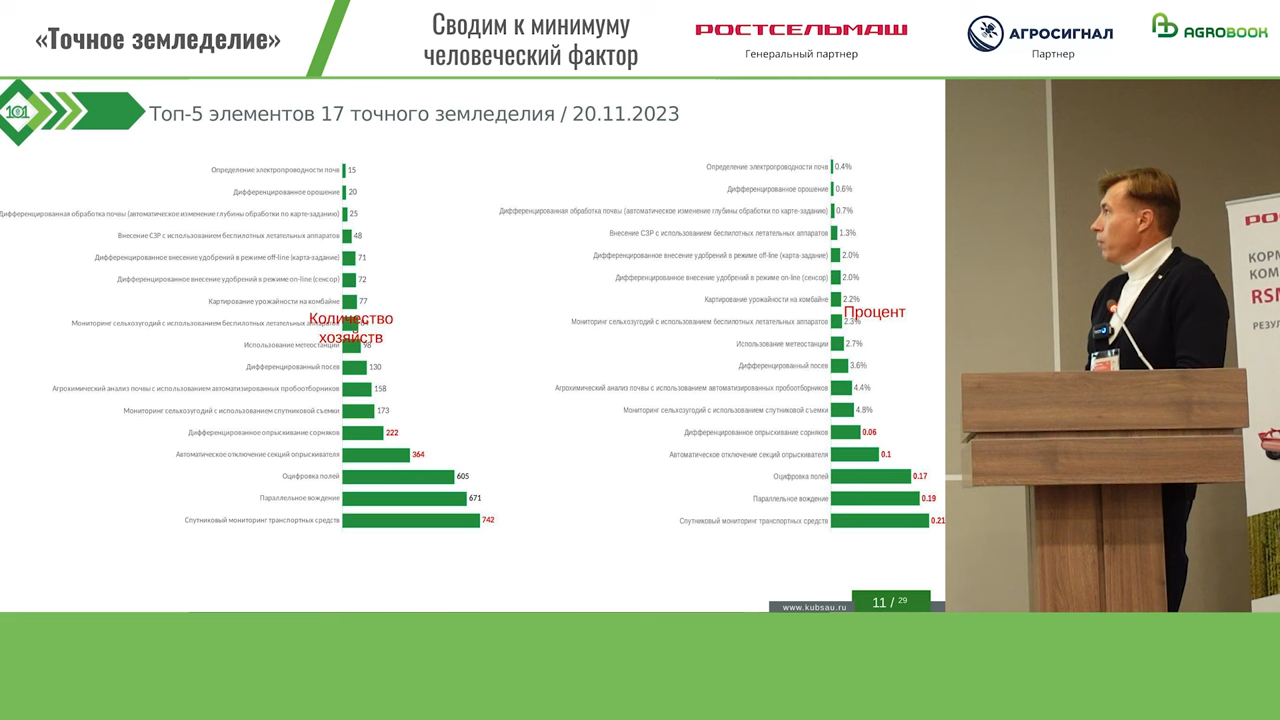 «Точное земледелие»
Сводим к минимуму
человеческий фактор
РОСТСЕЛЬМАШ
Генеральный партнер
АГРОСИГНАЛ
Партнер
AGROBOOK
101
Топ-5 элементов 17 точного земледелия / 20.11.2023
Определение электропроводности почв 15
Дифференцированное орошение 20
Дифференцированная обработка почвы (автоматическое изменение глубины обработки по карте-заданию) 25
Внесение СЗР с использованием беспилотных летательных аппаратов 48
Дифференцированное внесение удобрений в режиме off-line (карта-задание) 71
Дифференцированное внесение удобрений в режиме on-line (сенсор) 72
Картирование урожайности на комбайне 77
Мониторинг сельхозугодий с использованием беспилотных летательных
Использование метеостанции 98
Дифференцированный посев 130
Агрохимический анализ почвы с использованием автоматизированных пробоотборников 158
Мониторинг сельхозугодий с использованием спутниковой съемки 173
Дифференцированное опрыскивание сорняков 222
Автоматическое отключение секций опрыскивателя 364
Оцифровка полей 605
Параллельное вождение 671
Спутниковый мониторинг транспортных средств 742
Количество
хозяйств
Определение электропроводности почв 0.4%
Дифференцированное орошение 0.6%
Дифференцированная обработка почвы (автоматическое изменение глубины обработки по карте-заданию) 0.7%
Внесение СЗР с использованием беспилотных летательных аппаратов 1.3%
Дифференцированное внесение удобрений в режиме off-line (карта-задание) 2.0%
Дифференцированное внесение удобрений в режиме on-line (сенсор) 2.0%
Картирование урожайности на комбайне 2.2%
Мониторинг сельхозугодий с использованием беспилотных летательных аппаратов 2.3%
Использование метеостанции 2.7%
Дифференцированный посев 3.6%
Агрохимический анализ почвы с использованием автоматизированных пробоотборников 4.4%
Мониторинг сельхозугодий с использованием спутниковой съемки 4.8%
Дифференцированное опрыскивание сорняков 0.06
Автоматическое отключение секций опрыскивателя 0.1
Оцифровка полей 0.17
Параллельное вождение 0.19
Спутниковый мониторинг транспортных средств 0.21
Процент
www.kubsau.ru
11 / 29
РО
КОРМ
КОМ
RSM
РЕЗУЛ